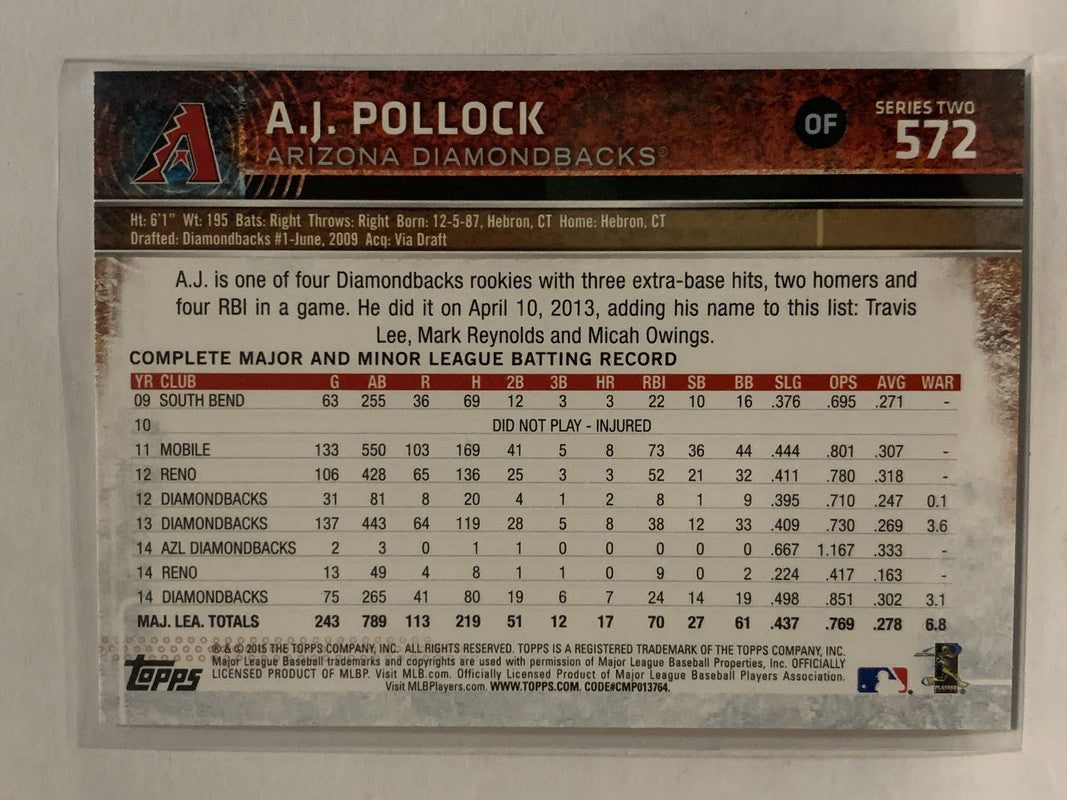 A.J. POLLOCK
ARIZONA DIAMONDBACKS®
OF
SERIES TWO
572
Ht: 6'1" Wt: 195 Bats: Right Throws: Right Born: 12-5-87, Hebron, CT Home: Hebron, CT
Drafted: Diamondbacks #1-June, 2009 Acq: Via Draft
A.J. is one of four Diamondbacks rookies with three extra-base hits, two homers and
four RBI in a game. He did it on April 10, 2013, adding his name to this list: Travis
Lee, Mark Reynolds and Micah Owings.
COMPLETE MAJOR AND MINOR LEAGUE BATTING RECORD
YR CLUB G AB R H 2B 3B HR RBI SB BB SLG OPS AVG WAR
09 SOUTH BEND 63 255 36 69 12 3 3 22 10 16 .376 .695 .271 -
10 DID NOT PLAY - INJURED
11 MOBILE 133 550 103 169 41 5 8 73 36 44 .444 .801 .307 -
12 RENO 106 428 65 136 25 3 3 52 21 32 .411 .780 .318 -
12 DIAMONDBACKS 31 81 8 20 4 1 2 8 1 9 .395 .710 .247 0.1
13 DIAMONDBACKS 137 443 64 119 28 5 8 38 12 33 .409 .730 .269 3.6
14 AZL DIAMONDBACKS 2 3 0 1 1 0 0 0 0 0 .667 1.167 .333 -
14 RENO 13 49 4 8 1 1 0 9 0 2 .224 .417 .163 -
14 DIAMONDBACKS 75 265 41 80 19 6 7 24 14 19 .498 .851 .302 3.1
MAJ. LEA. TOTALS 243 789 113 219 51 12 17 70 27 61 .437 .769 .278 6.8
® & © 2015 THE TOPPS COMPANY, INC. ALL RIGHTS RESERVED. TOPPS IS A REGISTERED TRADEMARK OF THE TOPPS COMPANY, INC.
Major League Baseball trademarks and copyrights are used with permission of Major League Baseball Properties, Inc. OFFICIALLY
LICENSED PRODUCT OF MLBP. Visit MLB.com. Officially Licensed Product of Major League Baseball Players Association.
Visit MLBPlayers.com. WWW.TOPPS.COM. CODE#CMP013764.
Topps
PLAYERS